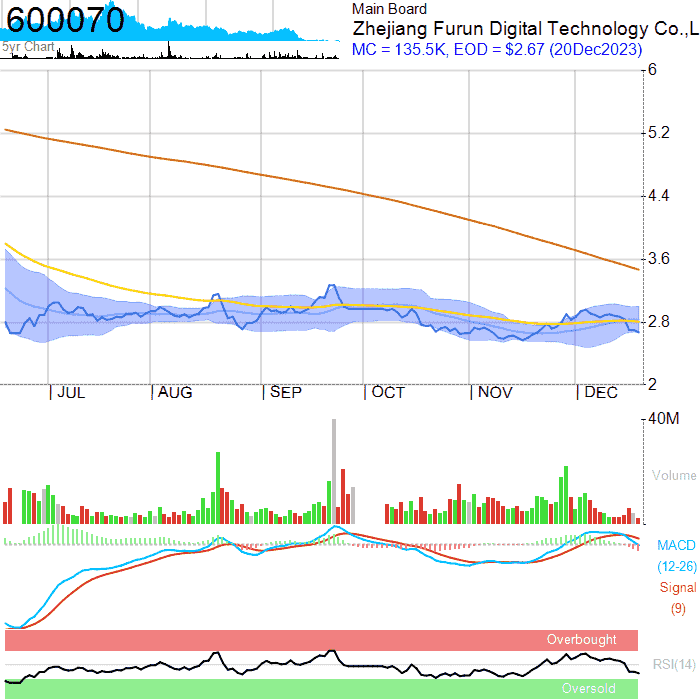 600070
5yr Chart
Main Board
Zhejiang Furun Digital Technology Co.,L
MC = 135.5K, EOD = $2.67 (20Dec2023)
6
5.2
4.4
3.6
2.8
2
JUL
AUG
SEP
OCT
NOV
DEC
40M
Volume
MACD
(12-26)
Signal
(9)
Overbought
RSI(14)
Oversold